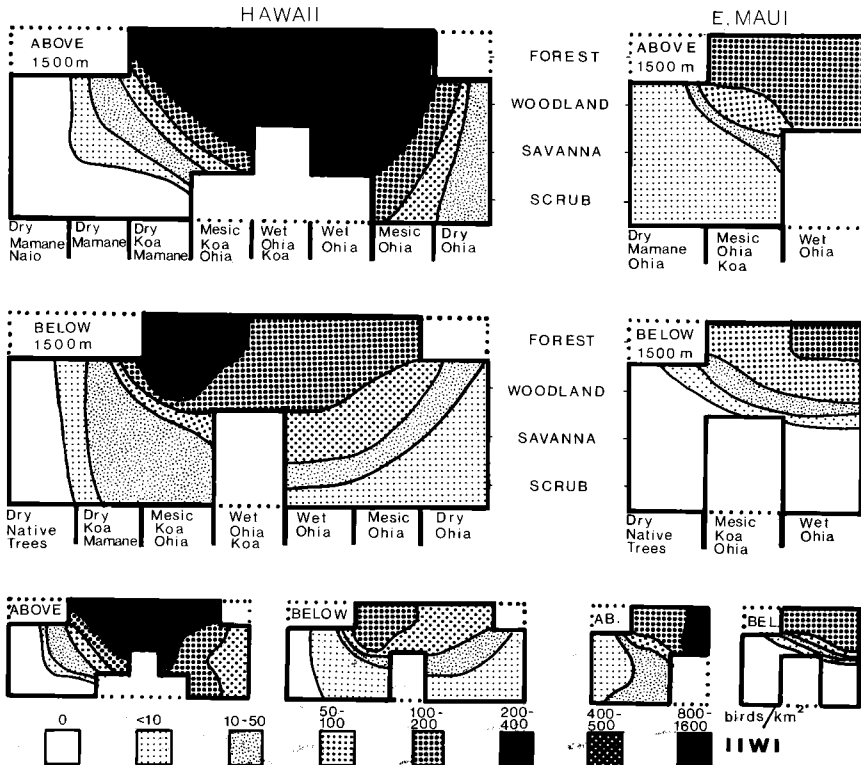 HAWAII
E. MAUI
ABOVE
1500m
FOREST
WOODLAND
SAVANNA
SCRUB
ABOVE
1500m
Dry
Mamane
Naio
Dry
Mamane
Dry
Koa
Mamane
Mesic
Koa
Ohia
Wet
Ohia
Koa
Wet
Ohia
Mesic
Ohia
Dry
Ohia
Dry
Mamane
Ohia
Mesic
Ohia
Koa
Wet
Ohia
BELOW
1500m
FOREST
WOODLAND
SAVANNA
SCRUB
BELOW
1500m
Dry
Native
Trees
Dry
Koa
Mamane
Mesic
Koa
Ohia
Wet
Ohia
Koa
Wet
Ohia
Mesic
Ohia
Dry
Ohia
Dry
Native
Trees
Mesic
Koa
Ohia
Wet
Ohia
ABOVE
BELOW
AB.
BEL.
0
<10
10-50
50-
100
100-
200
200-
400
400-
500
800-
1600
birds/km²
IIWI